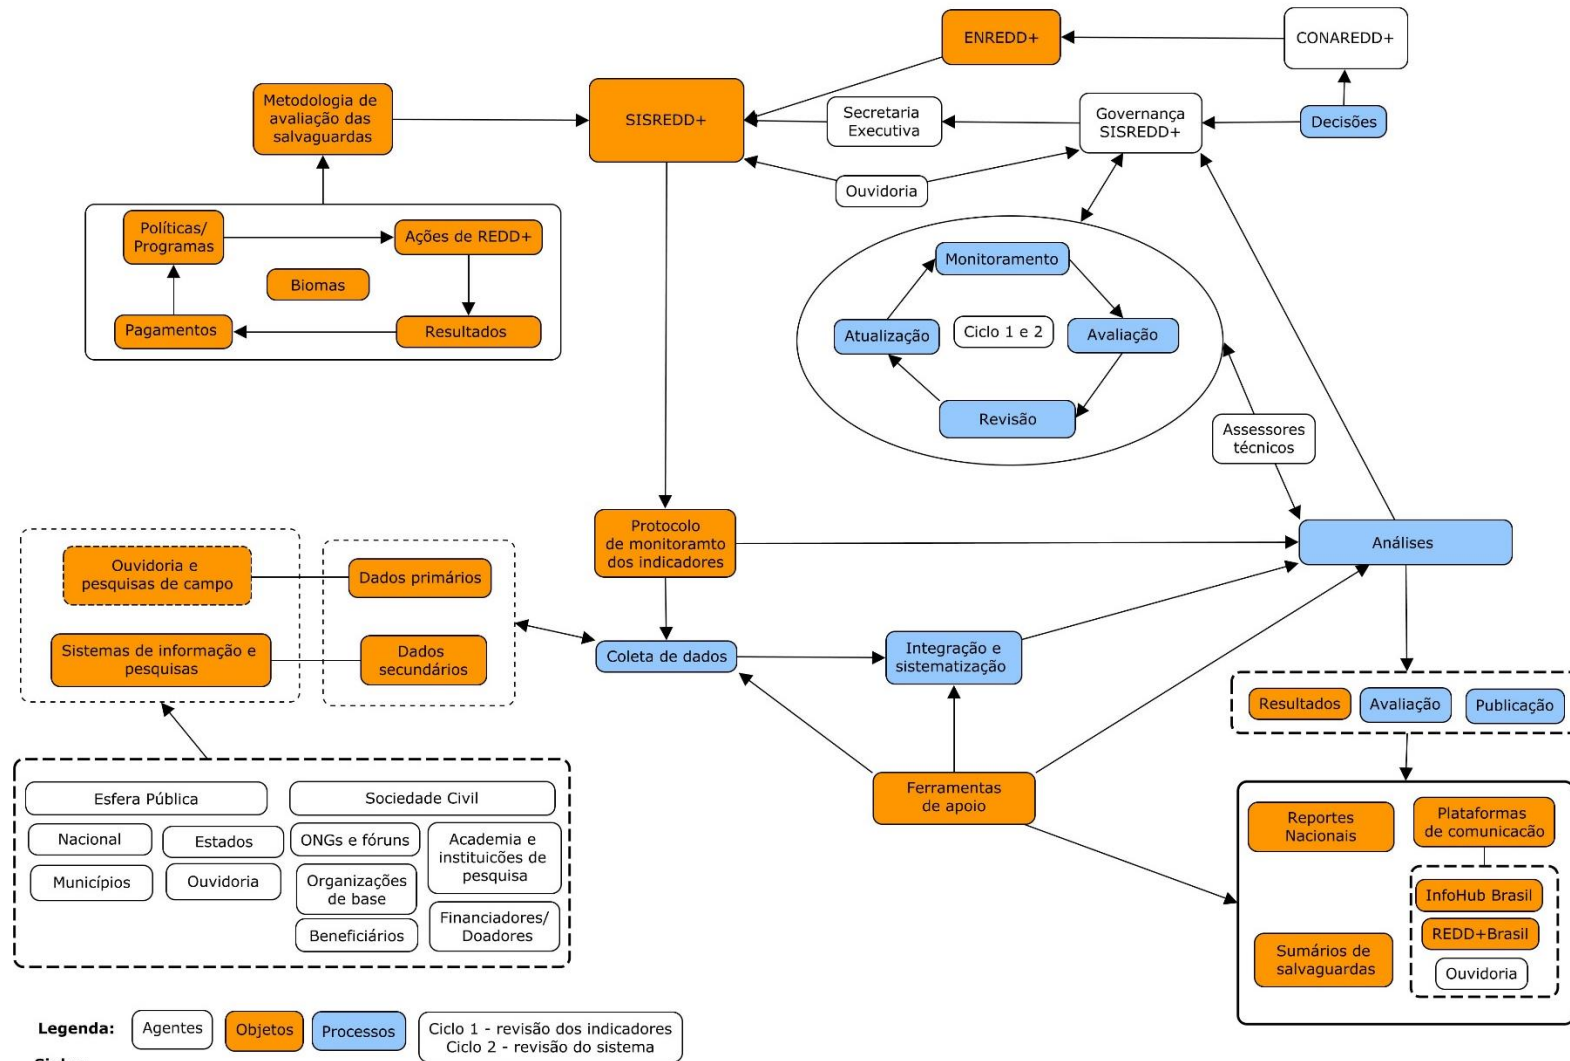 ENREDD+
CONAREDD+
Metodologia de
avaliação das
salvaguardas
SISREDD+
Secretaria
Executiva
Governança
SISREDD+
Decisões
Ouvidoria
Políticas/
Programas
Ações de REDD+
Biomas
Pagamentos
Resultados
Monitoramento
Atualização
Ciclo 1 e 2
Avaliação
Revisão
Assessores
técnicos
Protocolo
de monitoramto
dos indicadores
Análises
Ouvidoria e
pesquisas de campo
Dados primários
Sistemas de informação e
pesquisas
Dados
secundários
Coleta de dados
Integração e
sistematização
Resultados
Avaliação
Publicação
Ferramentas
de apoio
Esfera Pública
Sociedade Civil
Nacional
Estados
ONGs e fóruns
Academia e
instituicões de
pesquisa
Municípios
Ouvidoria
Organizações
de base
Beneficiários
Financiadores/
Doadores
Reportes
Nacionais
Plataformas
de comunicacão
InfoHub Brasil
REDD+Brasil
Ouvidoria
Sumários de
salvaguardas
Legenda:
Agentes
Objetos
Processos
Ciclo 1 - revisão dos indicadores
Ciclo 2 - revisão do sistema